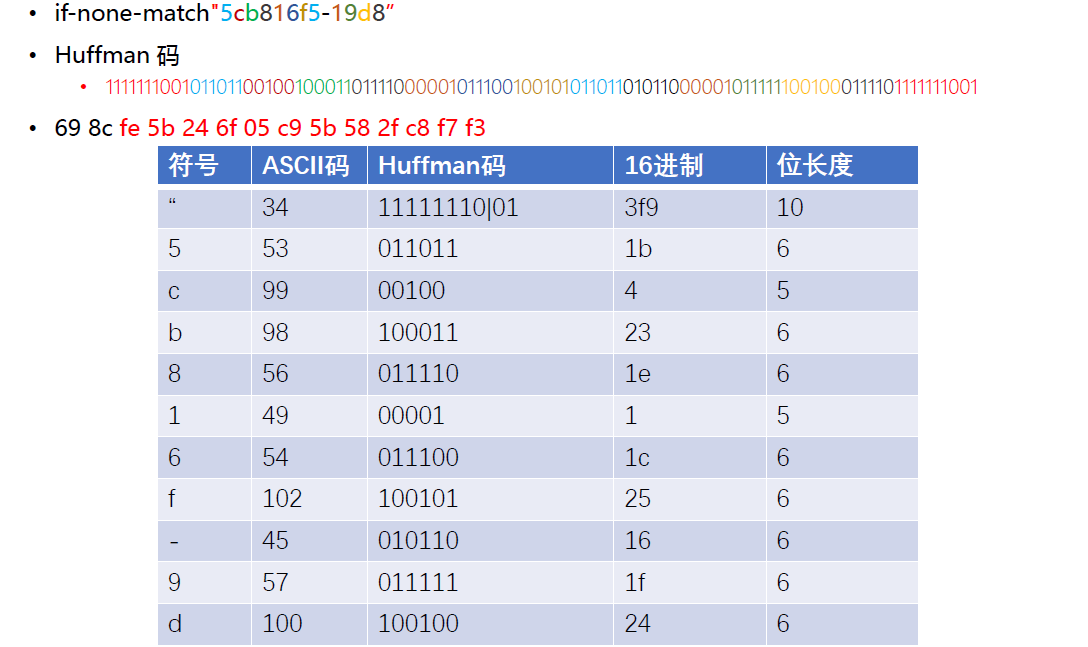 • if-none-match"5cb816f5-19d8”
• Huffman 码
• 11111110010110110010010001101111000001011100100101011011010110000010111111001000111101111111001
• 69 8c fe 5b 24 6f 05 c9 5b 58 2f c8 f7 f3
符号 ASCII码 Huffman码 16进制 位长度
“ 34 11111110|01 3f9 10
5 53 011011 1b 6
c 99 00100 4 5
b 98 100011 23 6
8 56 011110 1e 6
1 49 00001 1 5
6 54 011100 1c 6
f 102 100101 25 6
- 45 010110 16 6
9 57 011111 1f 6
d 100 100100 24 6